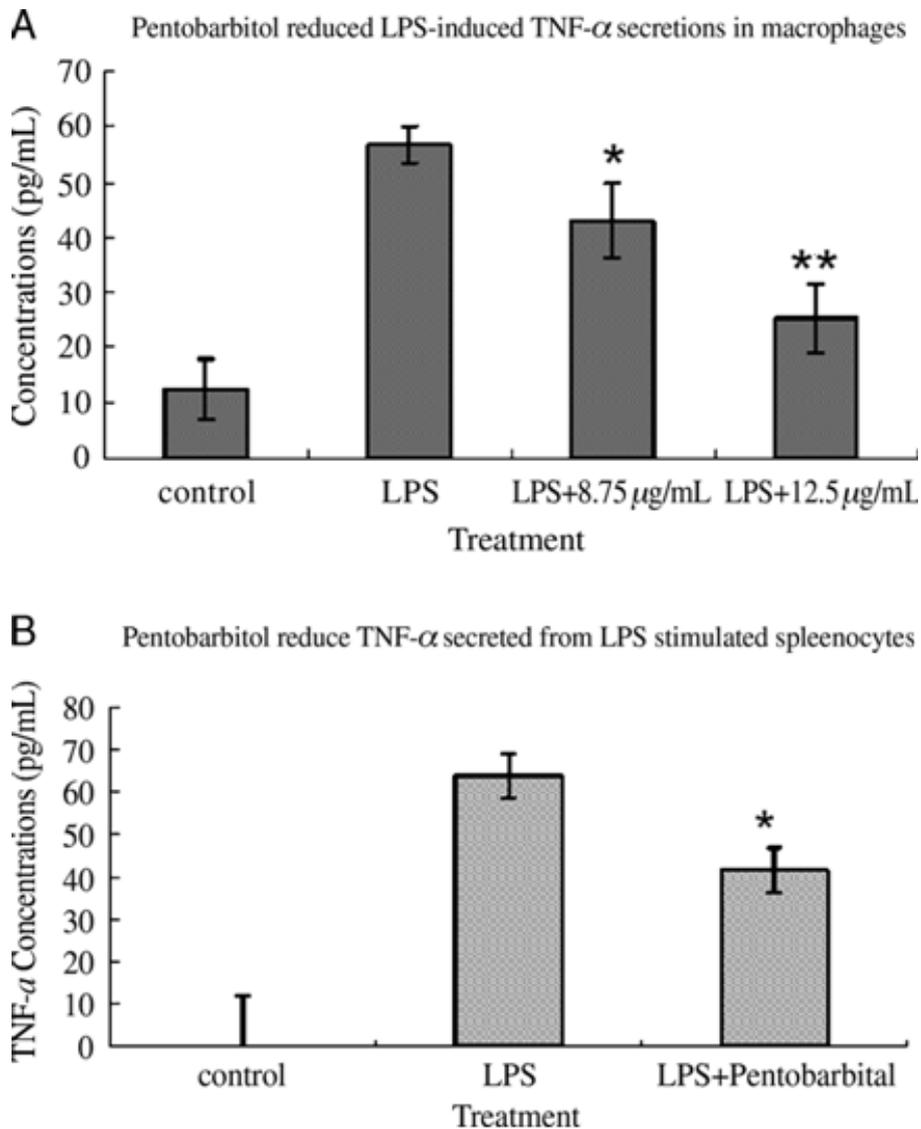 A
Pentobarbitol reduced LPS-induced TNF-α secretions in macrophages
Concentrations (pg/mL)
70
60
50
40
30
20
10
0
*
**
control LPS LPS+8.75 μg/mL LPS+12.5 μg/mL
Treatment
B
Pentobarbitol reduce TNF-α secreted from LPS stimulated spleenocytes
TNF-a Concentrations (pg/mL)
80
70
60
50
40
30
20
10
0
*
control LPS LPS+Pentobarbital
Treatment